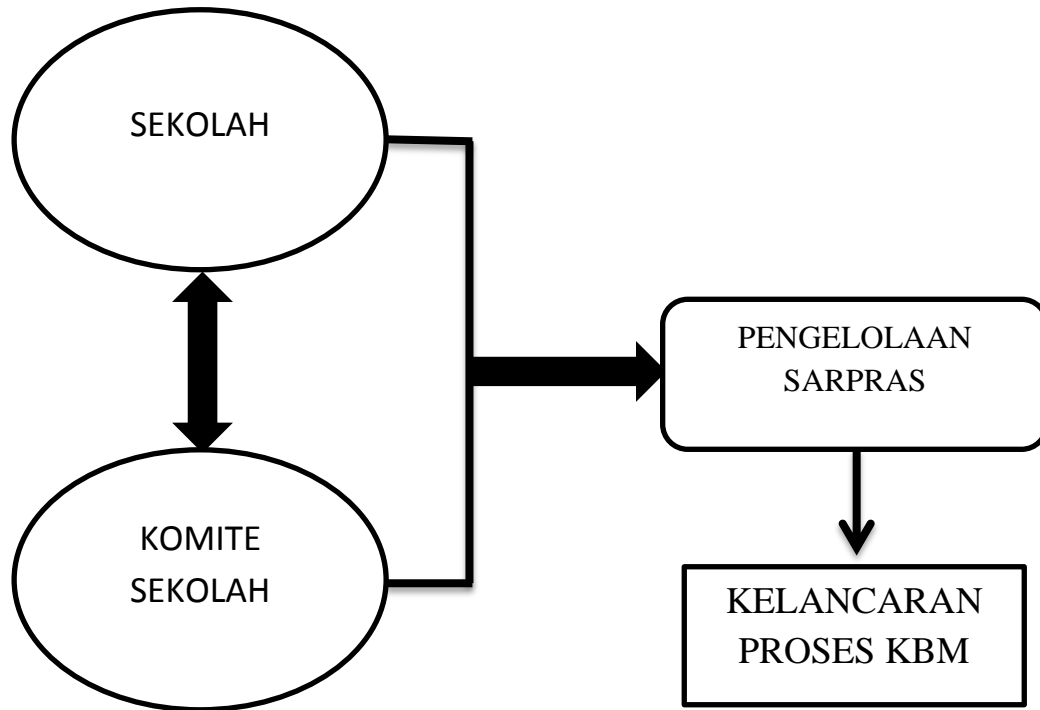 SEKOLAH
KOMITE
SEKOLAH
PENGELOLAAN
SARPRAS
KELANCARAN
PROSES KBM